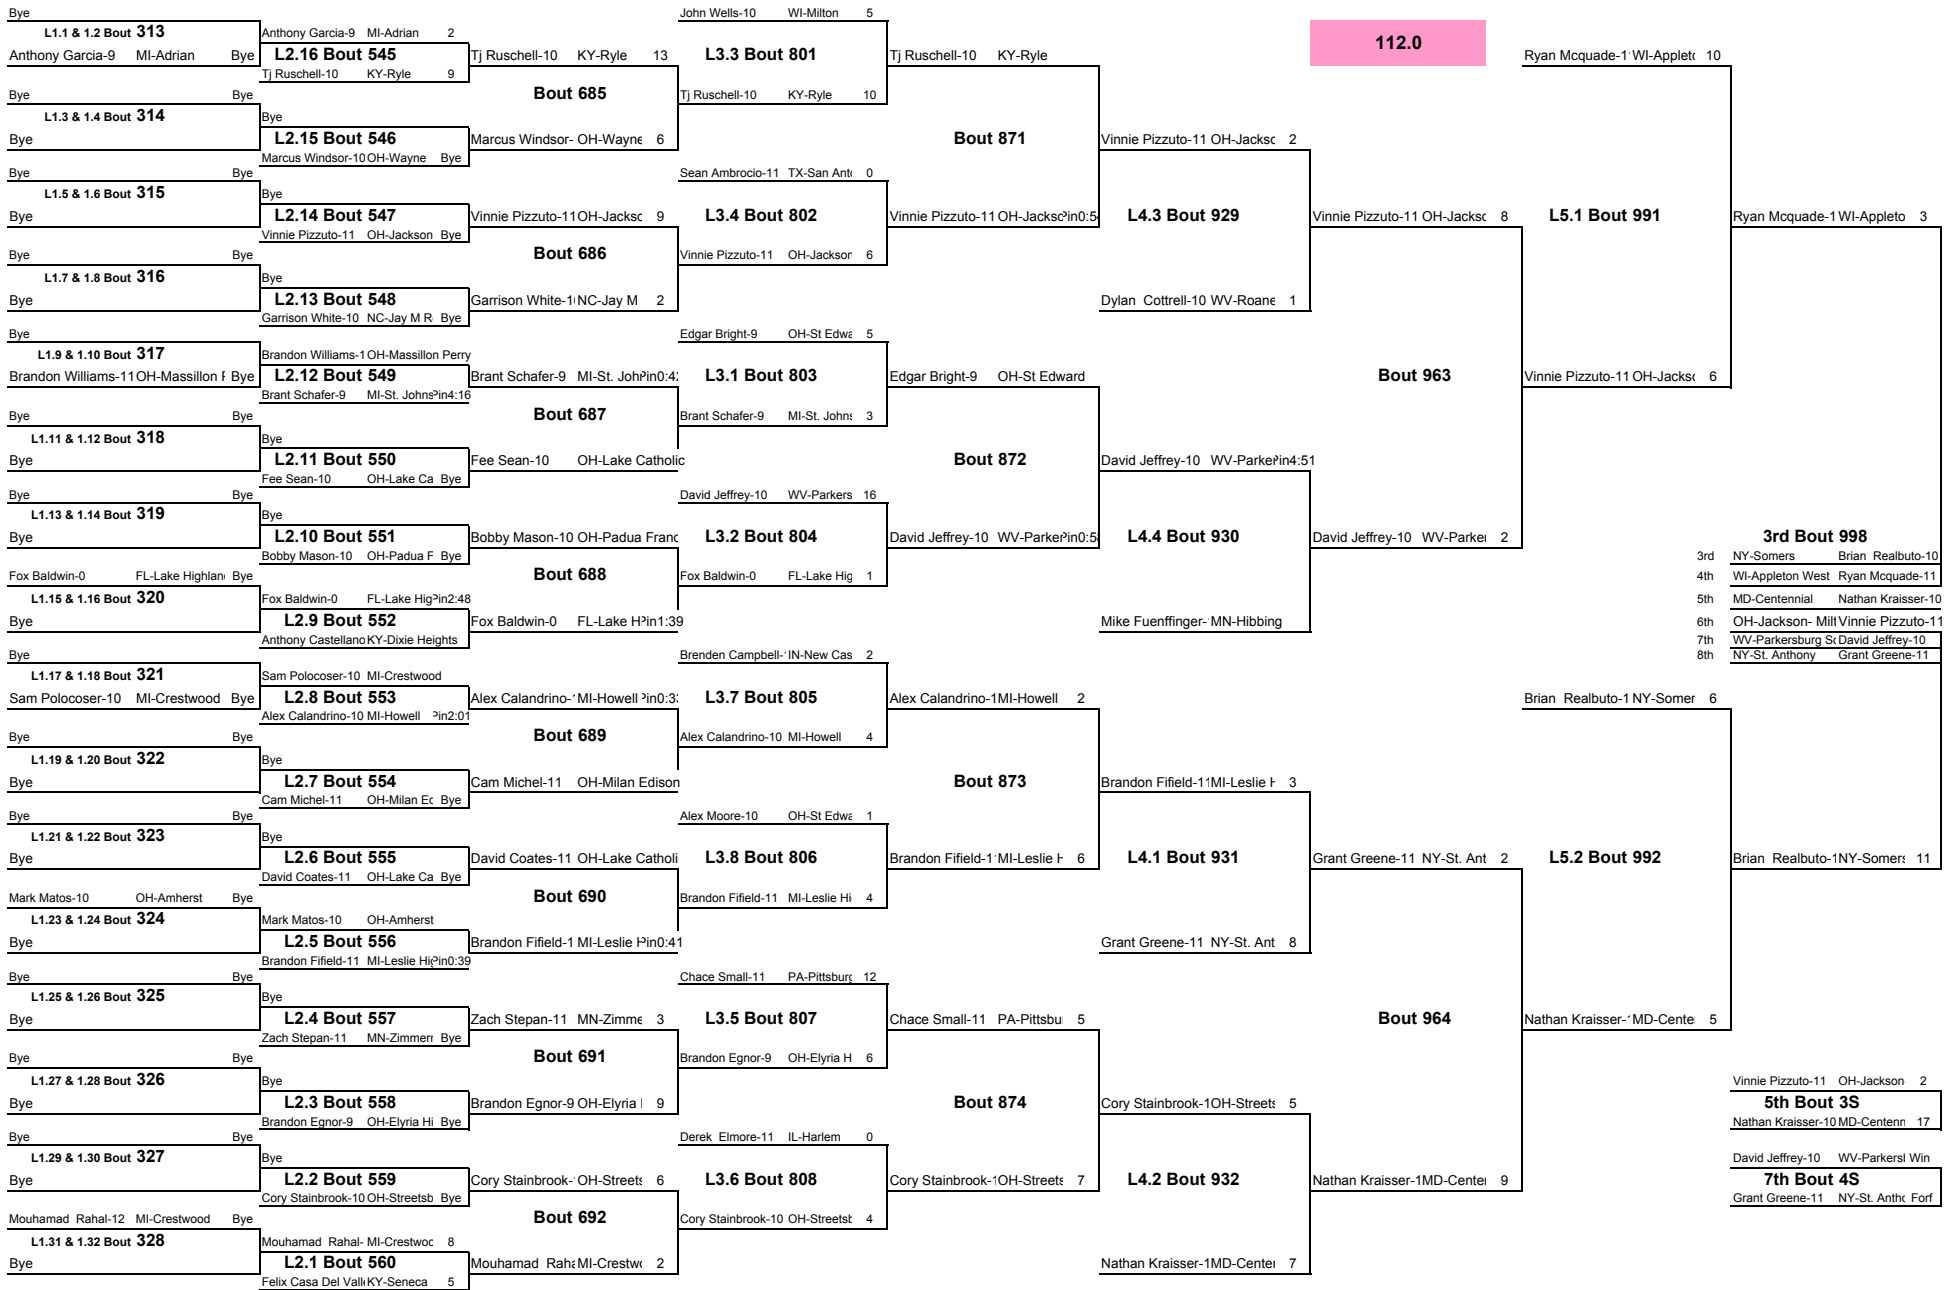 Bye
L1.1 & 1.2 Bout 313
Anthony Garcia-9 MI-Adrian Bye
Bye Bye
L1.3 & 1.4 Bout 314
Bye
Bye Bye
L1.5 & 1.6 Bout 315
Bye
Bye Bye
L1.7 & 1.8 Bout 316
Bye
Bye
L1.9 & 1.10 Bout 317
Brandon Williams-11 OH-Massillon Bye
Bye Bye
L1.11 & 1.12 Bout 318
Bye
Bye Bye
L1.13 & 1.14 Bout 319
Bye
Fox Baldwin-0 FL-Lake Highlan Bye
L1.15 & 1.16 Bout 320
Bye
Bye
L1.17 & 1.18 Bout 321
Sam Polocoser-10 MI-Crestwood Bye
Bye Bye
L1.19 & 1.20 Bout 322
Bye
Bye Bye
L1.21 & 1.22 Bout 323
Bye
Mark Matos-10 OH-Amherst Bye
L1.23 & 1.24 Bout 324
Bye
Bye Bye
L1.25 & 1.26 Bout 325
Bye
Bye Bye
L1.27 & 1.28 Bout 326
Bye
Bye Bye
L1.29 & 1.30 Bout 327
Bye
Mouhamad Rahal-12 MI-Crestwood Bye
L1.31 & 1.32 Bout 328
Bye
Anthony Garcia-9 MI-Adrian 2
L2.16 Bout 545
Tj Ruschell-10 KY-Ryle 9
Bye
L2.15 Bout 546
Marcus Windsor-10 OH-Wayne Bye
Bye
L2.14 Bout 547
Vinnie Pizzuto-11 OH-Jackson Bye
Bye
L2.13 Bout 548
Garrison White-10 NC-Jay M R Bye
Brandon Williams-1 OH-Massillon Perry
L2.12 Bout 549
Brant Schafer-9 MI-St. Johns Pin4:16
Bye
L2.11 Bout 550
Fee Sean-10 OH-Lake Ca Bye
Bye
L2.10 Bout 551
Bobby Mason-10 OH-Padua F Bye
Fox Baldwin-0 FL-Lake Hig Pin2:48
L2.9 Bout 552
Anthony Castellano KY-Dixie Heights
Sam Polocoser-10 MI-Crestwood
L2.8 Bout 553
Alex Calandrino-10 MI-Howell Pin2:01
Bye
L2.7 Bout 554
Cam Michel-11 OH-Milan Ec Bye
Bye
L2.6 Bout 555
David Coates-11 OH-Lake Ca Bye
Mark Matos-10 OH-Amherst
L2.5 Bout 556
Brandon Fifield-11 MI-Leslie Hig Pin0:39
Bye
L2.4 Bout 557
Zach Stepan-11 MN-Zimmerr Bye
Bye
L2.3 Bout 558
Brandon Egnor-9 OH-Elyria Hi Bye
Bye
L2.2 Bout 559
Cory Stainbrook-10 OH-Streetsb Bye
Mouhamad Rahal- MI-Crestwoc 8
L2.1 Bout 560
Felix Casa Del Vall KY-Seneca 5
Tj Ruschell-10 KY-Ryle 13
Bout 685
Marcus Windsor- OH-Wayne 6
Vinnie Pizzuto-11 OH-Jacksc 9
Bout 686
Garrison White-1 NC-Jay M 2
Brant Schafer-9 MI-St. Joh Pin0:42
Bout 687
Fee Sean-10 OH-Lake Catholic
Bobby Mason-10 OH-Padua Franc
Bout 688
Fox Baldwin-0 FL-Lake H Pin1:39
Alex Calandrino- MI-Howell Pin0:3
Bout 689
Cam Michel-11 OH-Milan Edison
David Coates-11 OH-Lake Catholi
Bout 690
Brandon Fifield-1 MI-Leslie H Pin0:41
Zach Stepan-11 MN-Zimme 3
Bout 691
Brandon Egnor-9 OH-Elyria 9
Cory Stainbrook- OH-Streets 6
Bout 692
Mouhamad Raha MI-Crestw 2
John Wells-10 WI-Milton 5
L3.3 Bout 801
Tj Ruschell-10 KY-Ryle 10
Sean Ambrocio-11 TX-San Ant 0
L3.4 Bout 802
Vinnie Pizzuto-11 OH-Jackson 6
Edgar Bright-9 OH-St Edwa 5
L3.1 Bout 803
Brant Schafer-9 MI-St. Johns 3
David Jeffrey-10 WV-Parkers 16
L3.2 Bout 804
Fox Baldwin-0 FL-Lake Hig 1
Brenden Campbell- IN-New Cas 2
L3.7 Bout 805
Alex Calandrino-10 MI-Howell 4
Alex Moore-10 OH-St Edwa 1
L3.8 Bout 806
Brandon Fifield-11 MI-Leslie Hi 4
Chace Small-11 PA-Pittsburg 12
L3.5 Bout 807
Brandon Egnor-9 OH-Elyria H 6
Derek Elmore-11 IL-Harlem 0
L3.6 Bout 808
Cory Stainbrook-10 OH-Streetsb 4
Tj Ruschell-10 KY-Ryle
Bout 871
Vinnie Pizzuto-11 OH-Jacksc Pin0:5
Edgar Bright-9 OH-St Edward
Bout 872
David Jeffrey-10 WV-Parker Pin0:5
Alex Calandrino-1 MI-Howell 2
Bout 873
Brandon Fifield-1 MI-Leslie H 6
Chace Small-11 PA-Pittsbu 5
Bout 874
Cory Stainbrook-1 OH-Streets 7
Vinnie Pizzuto-11 OH-Jacksc 2
L4.3 Bout 929
Dylan Cottrell-10 WV-Roane 1
David Jeffrey-10 WV-Parker Pin4:51
L4.4 Bout 930
Mike Fuenffinger- MN-Hibbing
Brandon Fifield-11 MI-Leslie H 3
L4.1 Bout 931
Grant Greene-11 NY-St. Ant 8
Cory Stainbrook-1 OH-Streets 5
L4.2 Bout 932
Nathan Kraisser-1 MD-Center 7
112.0
Vinnie Pizzuto-11 OH-Jacksc 8
Bout 963
David Jeffrey-10 WV-Parke 2
Grant Greene-11 NY-St. Ant 2
Bout 964
Nathan Kraisser-1 MD-Center 9
Ryan Mcquade-1 WI-Appletc 10
L5.1 Bout 991
Vinnie Pizzuto-11 OH-Jacksc 6
Brian Realbuto-1 NY-Somer 6
L5.2 Bout 992
Nathan Kraisser- MD-Cente 5
Ryan Mcquade-1 WI-Appleto 3
3rd Bout 998
3rd NY-Somers Brian Realbuto-10
4th WI-Appleton West Ryan Mcquade-11
5th MD-Centennial Nathan Kraisser-10
6th OH-Jackson- Milt Vinnie Pizzuto-11
7th WV-Parkersburg So David Jeffrey-10
8th NY-St. Anthony Grant Greene-11
Brian Realbuto-1 NY-Somers 11
Vinnie Pizzuto-11 OH-Jackson 2
5th Bout 3S
Nathan Kraisser-10 MD-Centenn 17
David Jeffrey-10 WV-Parkersl Win
7th Bout 4S
Grant Greene-11 NY-St. Antho Forf